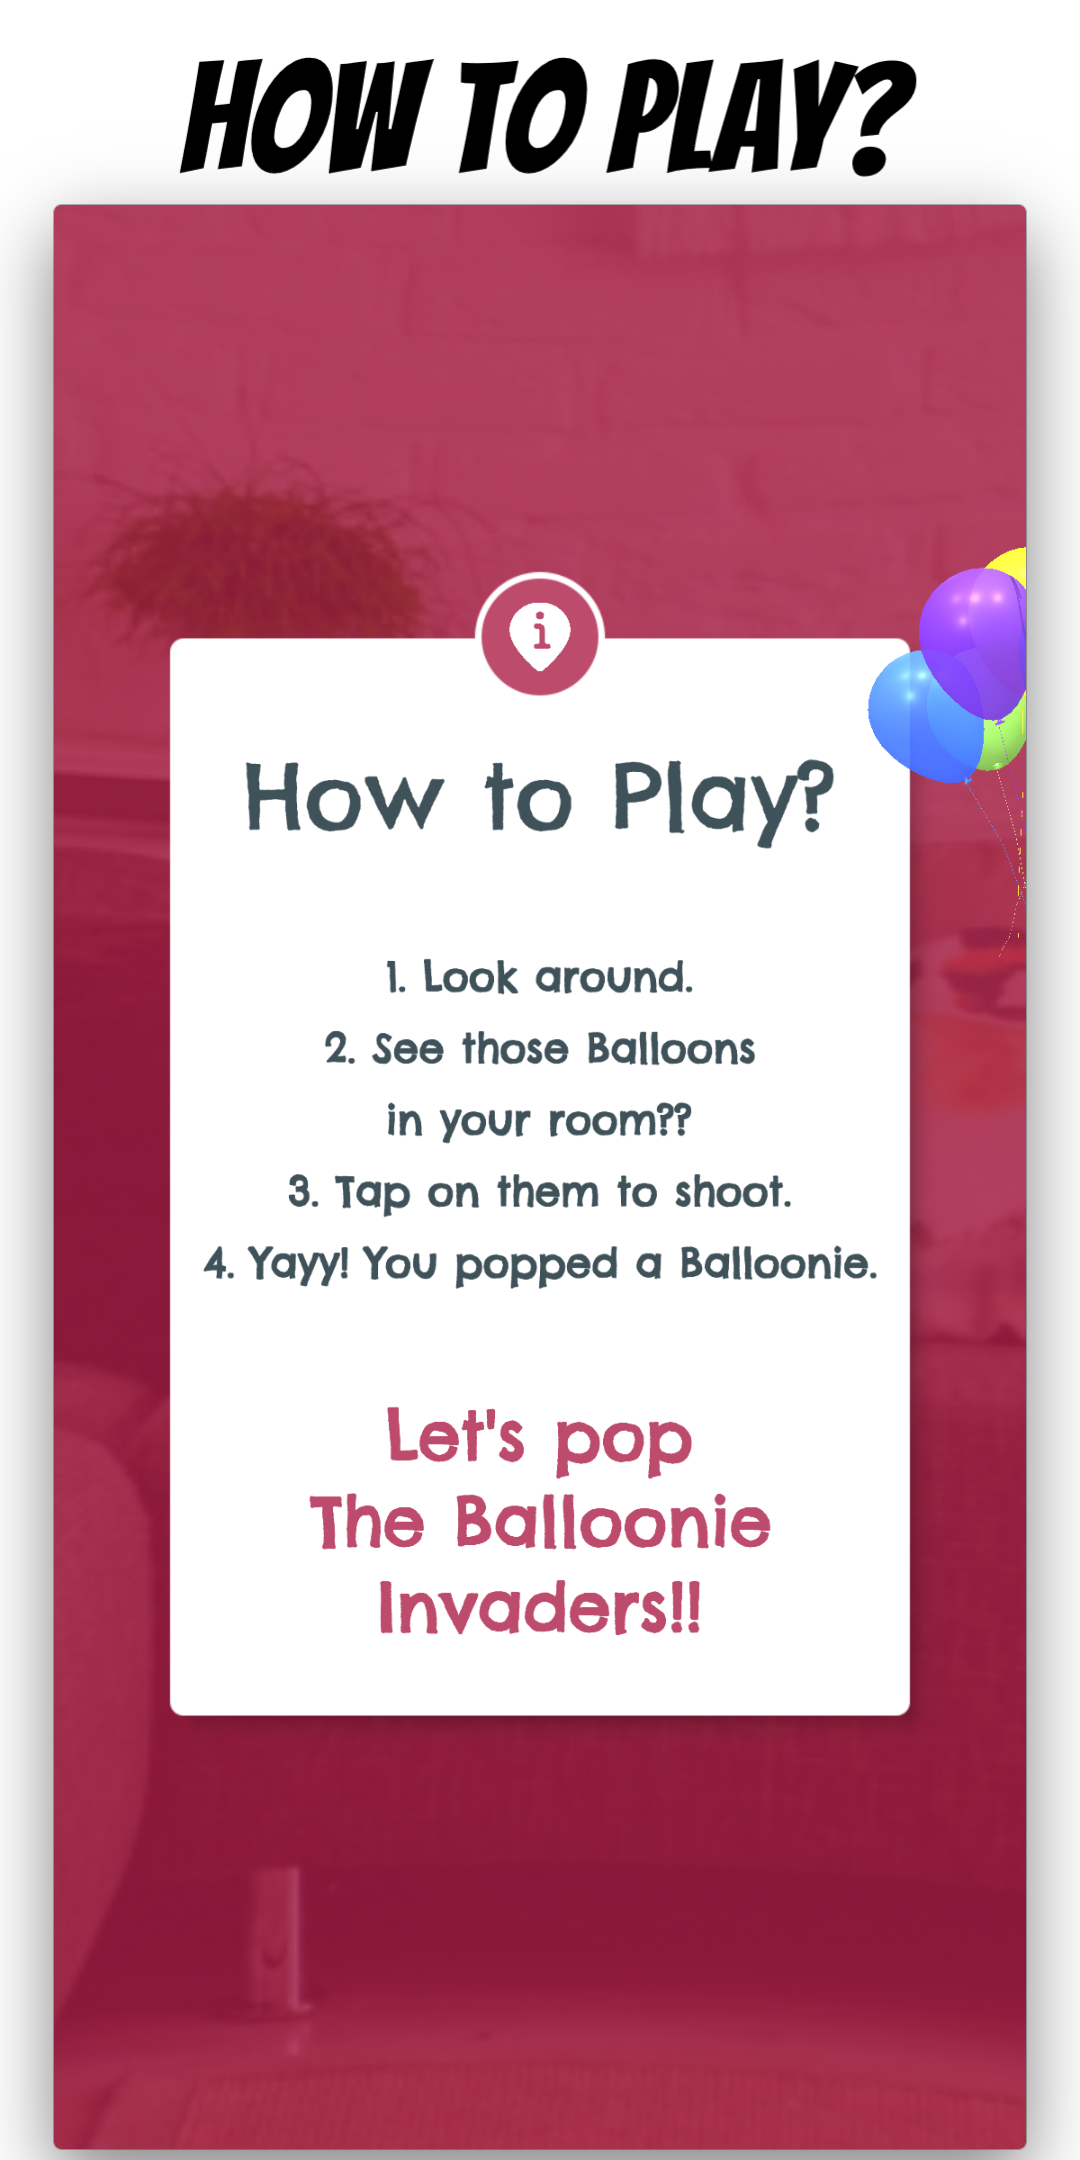 HOW TO PLAY?
i
How to Play?
1. Look around.
2. See those Balloons
in your room??
3. Tap on them to shoot.
4. Yayy! You popped a Balloonie.
Let's pop
The Balloonie
Invaders!!